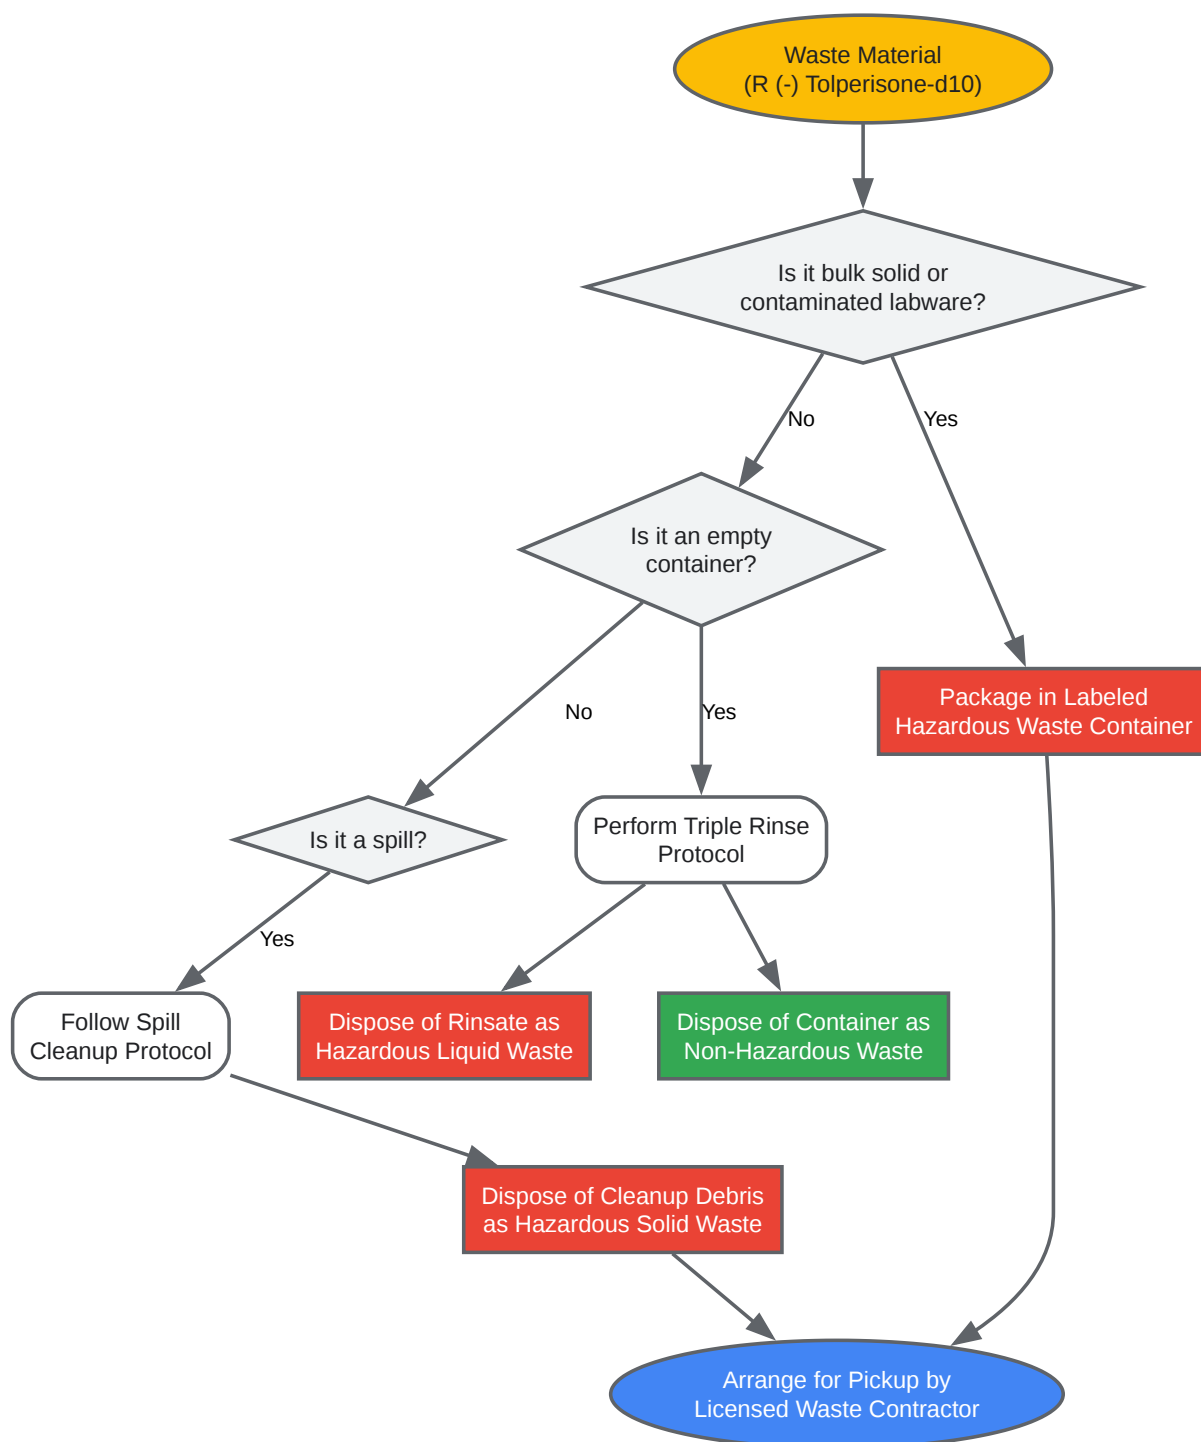 Waste Material
(R (-) Tolperisone-d10)
Is it bulk solid or
contaminated labware?
No
Yes
Is it an empty
container?
No
Yes
Package in Labeled
Hazardous Waste Container
Is it a spill?
Perform Triple Rinse
Protocol
Yes
Follow Spill
Cleanup Protocol
Dispose of Rinsate as
Hazardous Liquid Waste
Dispose of Container as
Non-Hazardous Waste
Dispose of Cleanup Debris
as Hazardous Solid Waste
Arrange for Pickup by
Licensed Waste Contractor